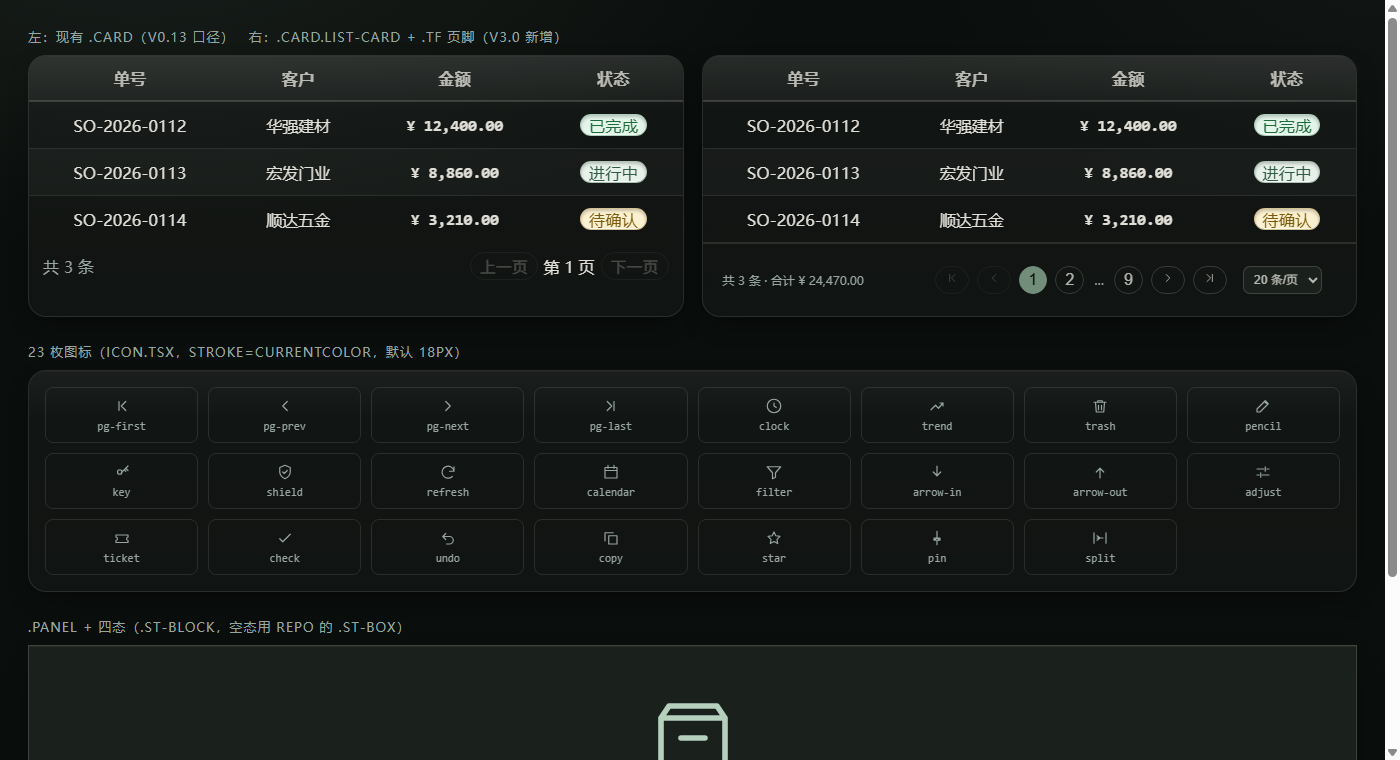 左：现有 .CARD（V0.13 口径） 右：.CARD.LIST-CARD + .TF 页脚（V3.0 新增）
单号 客户 金额 状态
SO-2026-0112 华强建材 ¥ 12,400.00 已完成
SO-2026-0113 宏发门业 ¥ 8,860.00 进行中
SO-2026-0114 顺达五金 ¥ 3,210.00 待确认
共 3 条 上一页 第 1 页 下一页
单号 客户 金额 状态
SO-2026-0112 华强建材 ¥ 12,400.00 已完成
SO-2026-0113 宏发门业 ¥ 8,860.00 进行中
SO-2026-0114 顺达五金 ¥ 3,210.00 待确认
共 3 条 · 合计 ¥ 24,470.00 1 2 … 9 20 条/页
23 枚图标（ICON.TSX，STROKE=CURRENTCOLOR，默认 18PX）
pg-first pg-prev pg-next pg-last clock trend trash pencil
key shield refresh calendar filter arrow-in arrow-out adjust
ticket check undo copy star pin split
.PANEL + 四态（.ST-BLOCK，空态用 REPO 的 .ST-BOX）